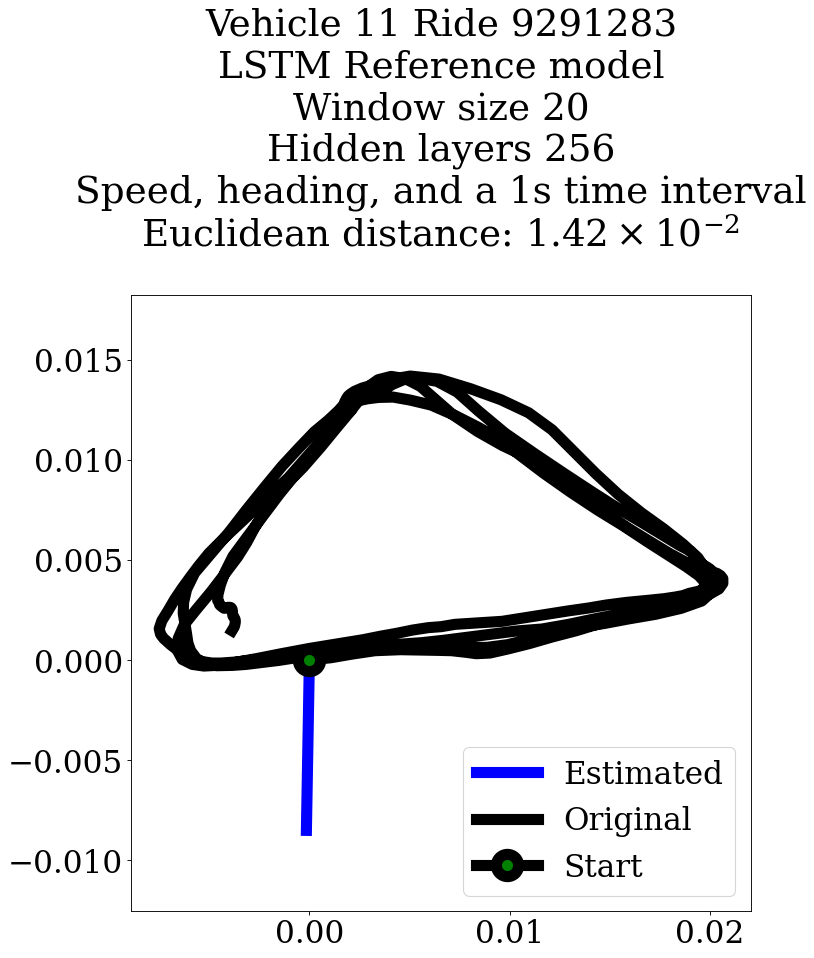 Vehicle 11 Ride 9291283
LSTM Reference model
Window size 20
Hidden layers 256
Speed, heading, and a 1s time interval
Euclidean distance: 1.42 × 10⁻²
0.015
0.010
0.005
0.000
−0.005
−0.010
Estimated
Original
Start
0.00 0.01 0.02